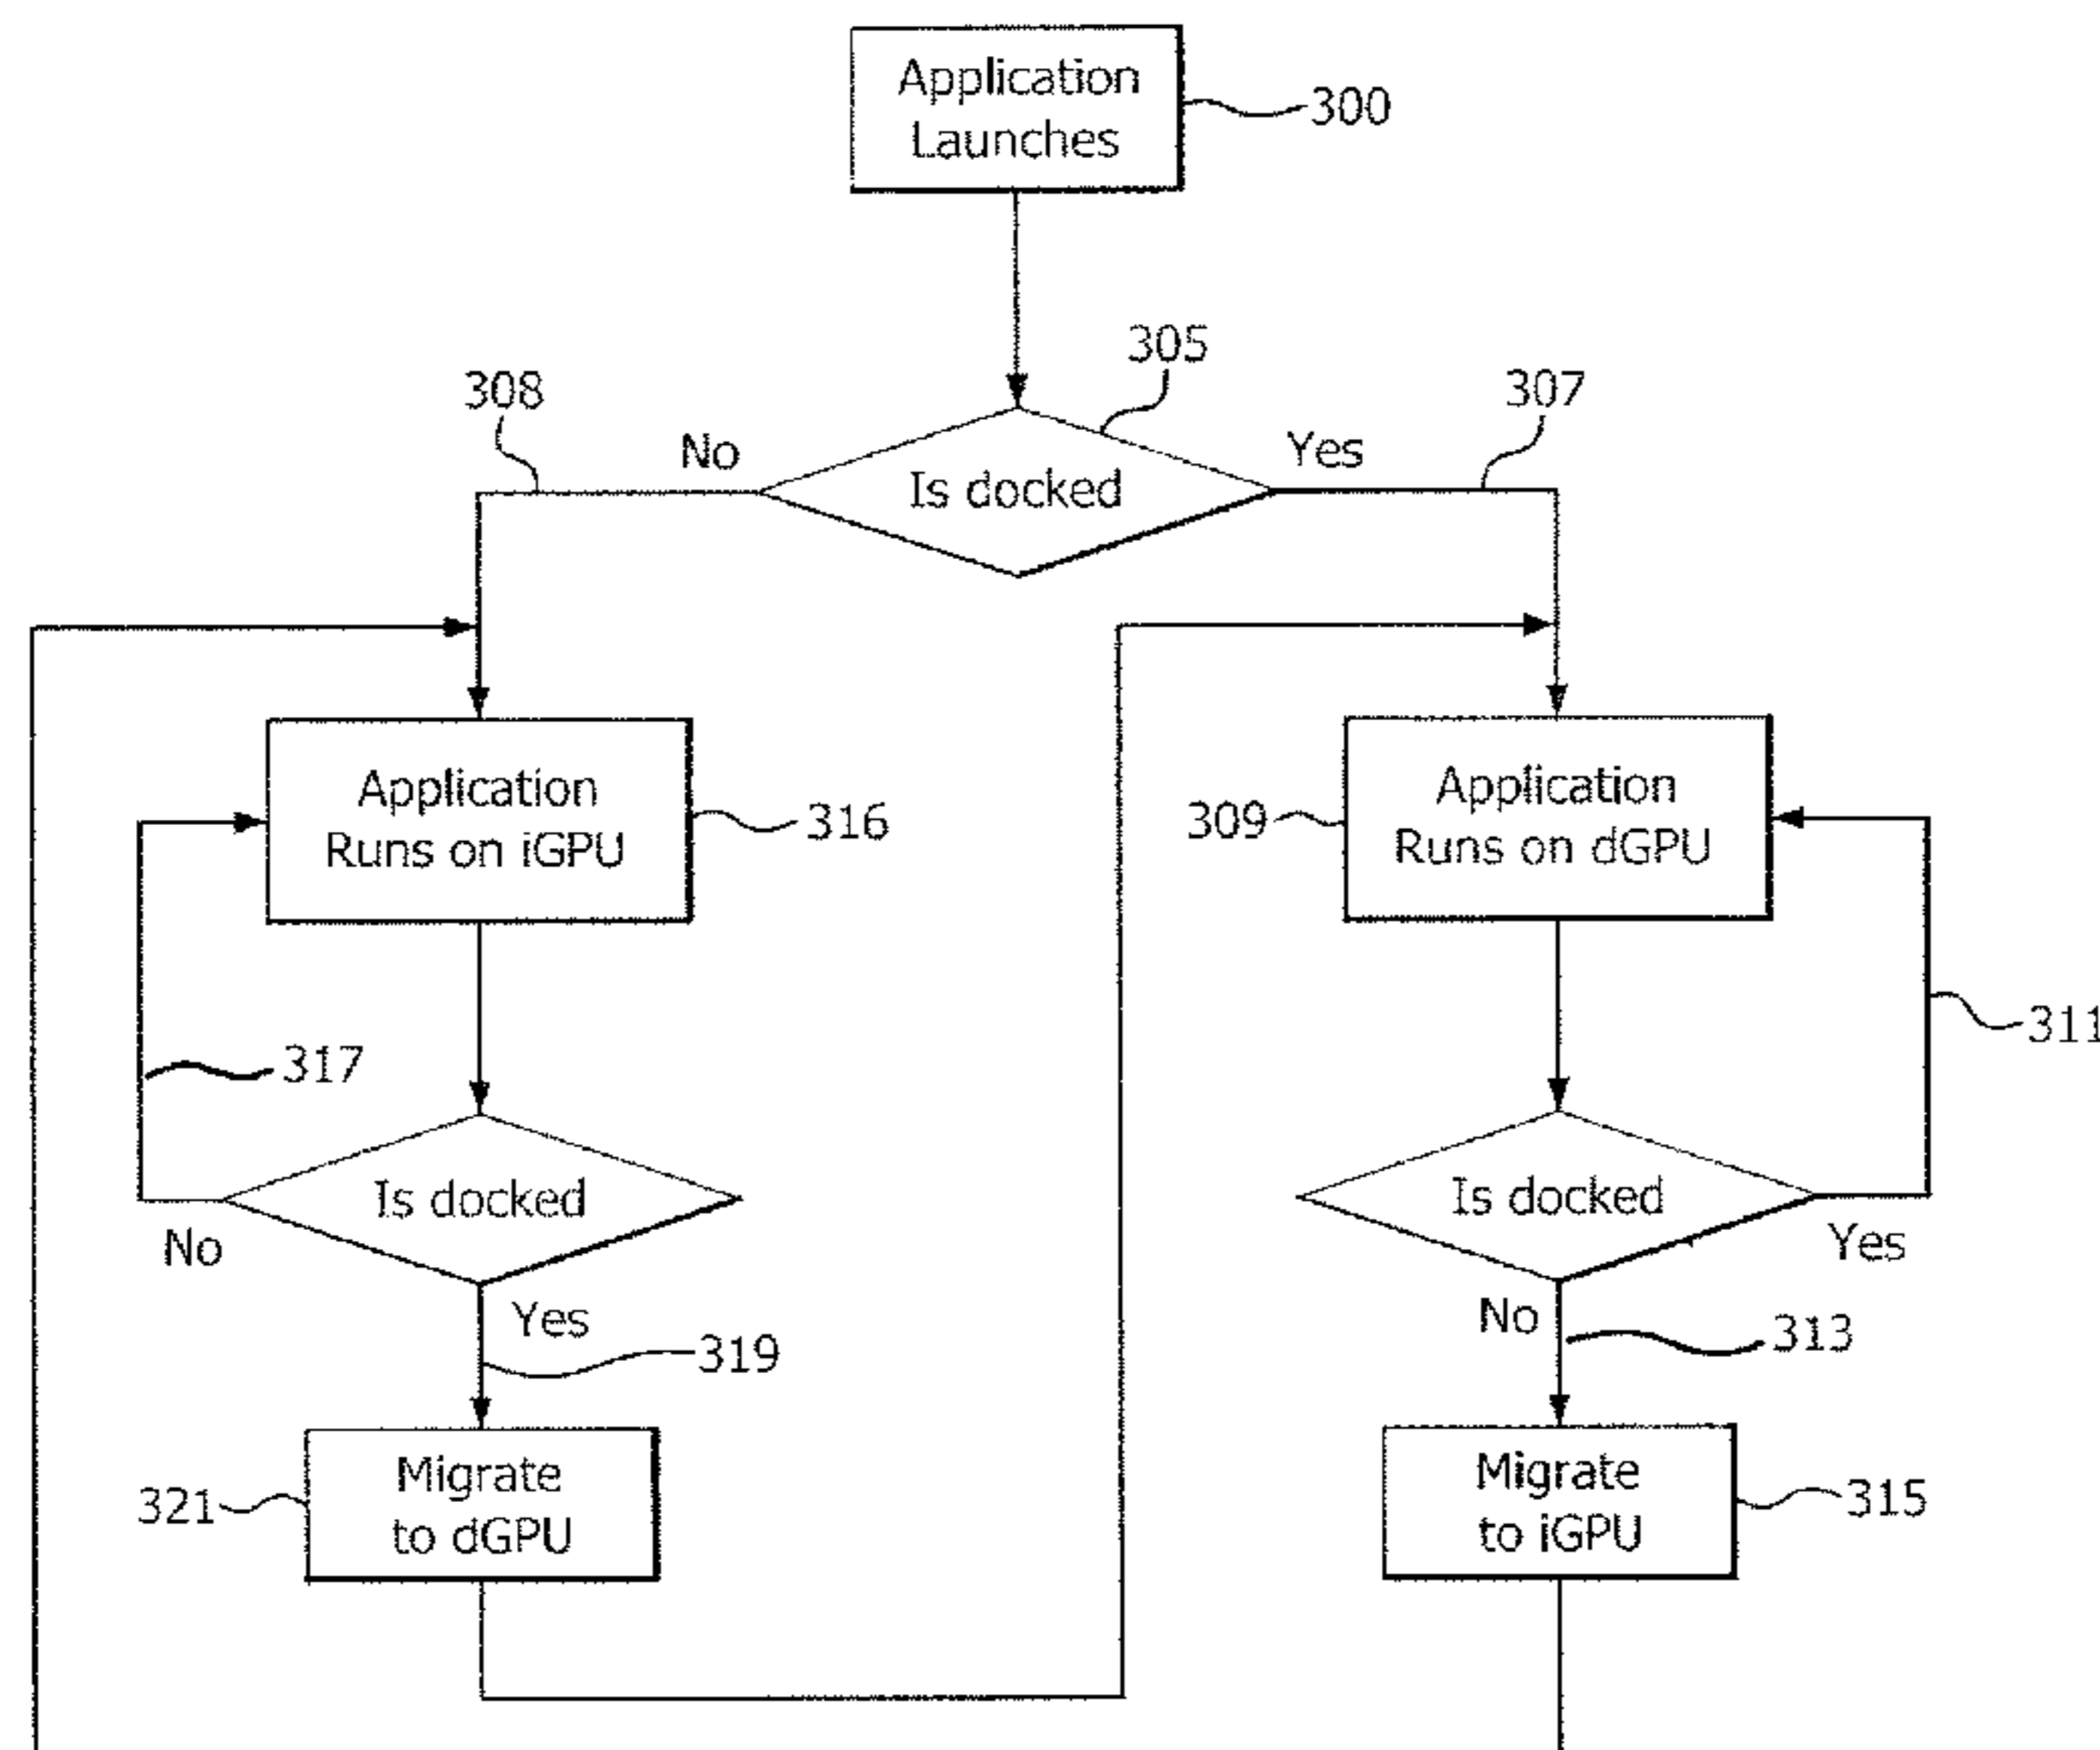 Application
Launches
300
305
308
307
No
Yes
Is docked
Application
Runs on iGPU
316
309
Application
Runs on dGPU
311
317
Is docked
No
Yes
319
Is docked
Yes
No
313
321
Migrate
to dGPU
Migrate
to iGPU
315